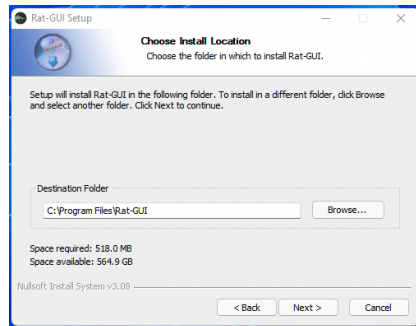 Rat-GUI Setup
Choose Install Location
Choose the folder in which to install Rat-GUI.
Setup will install Rat-GUI in the following folder. To install in a different folder, click Browse
and select another folder. Click Next to continue.
Destination Folder
C:\Program Files\Rat-GUI
Browse...
Space required: 518.0 MB
Space available: 564.9 GB
Nullsoft Install System v3.08
< Back
Next >
Cancel